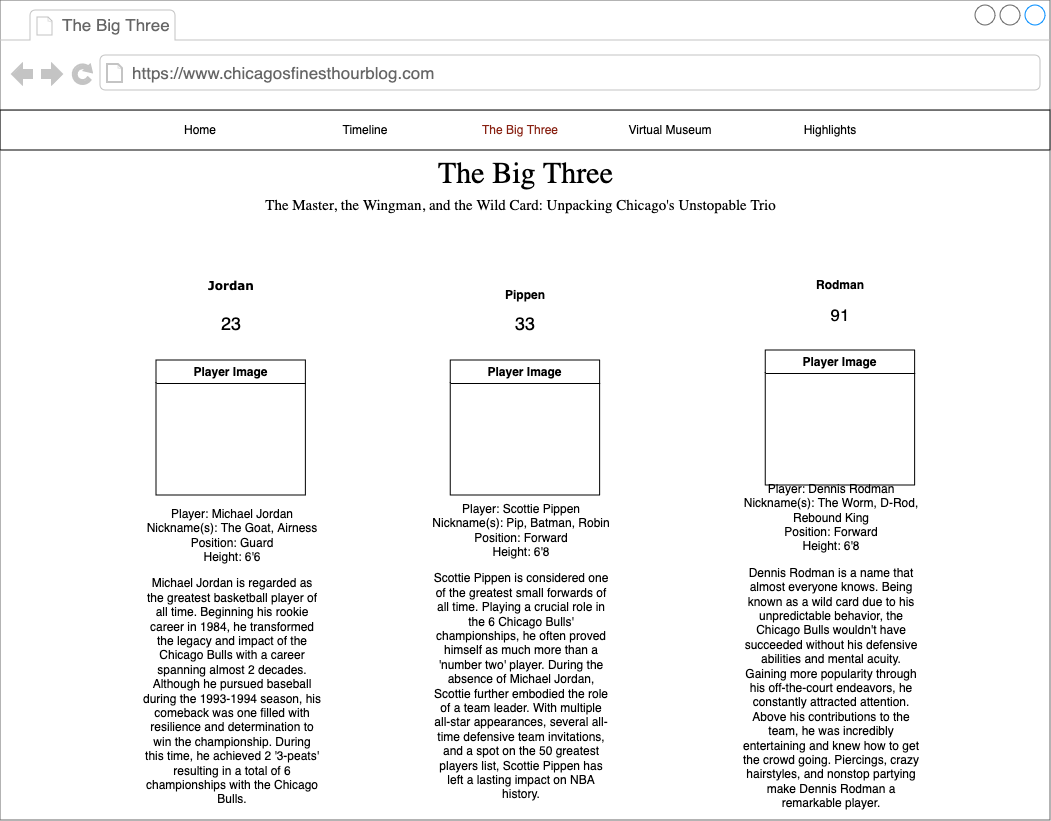 The Big Three
https://www.chicagosfinesthourblog.com
Home Timeline The Big Three Virtual Museum Highlights
The Big Three
The Master, the Wingman, and the Wild Card: Unpacking Chicago's Unstopable Trio
Jordan
23
Player Image
Player: Michael Jordan
Nickname(s): The Goat, Airness
Position: Guard
Height: 6'6
Michael Jordan is regarded as
the greatest basketball player of
all time. Beginning his rookie
career in 1984, he transformed
the legacy and impact of the
Chicago Bulls with a career
spanning almost 2 decades.
Although he pursued baseball
during the 1993-1994 season, his
comeback was one filled with
resilience and determination to
win the championship. During
this time, he achieved 2 '3-peats'
resulting in a total of 6
championships with the Chicago
Bulls.
Pippen
33
Player Image
Player: Scottie Pippen
Nickname(s): Pip, Batman, Robin
Position: Forward
Height: 6'8
Scottie Pippen is considered one
of the greatest small forwards of
all time. Playing a crucial role in
the 6 Chicago Bulls'
championships, he often proved
himself as much more than a
'number two' player. During the
absence of Michael Jordan,
Scottie further embodied the role
of a team leader. With multiple
all-star appearances, several all-
time defensive team invitations,
and a spot on the 50 greatest
players list, Scottie Pippen has
left a lasting impact on NBA
history.
Rodman
91
Player Image
Player: Dennis Rodman
Nickname(s): The Worm, D-Rod,
Rebound King
Position: Forward
Height: 6'8
Dennis Rodman is a name that
almost everyone knows. Being
known as a wild card due to his
unpredictable behavior, the
Chicago Bulls wouldn't have
succeeded without his defensive
abilities and mental acuity.
Gaining more popularity through
his off-the-court endeavors, he
constantly attracted attention.
Above his contributions to the
team, he was incredibly
entertaining and knew how to get
the crowd going. Piercings, crazy
hairstyles, and nonstop partying
make Dennis Rodman a
remarkable player.